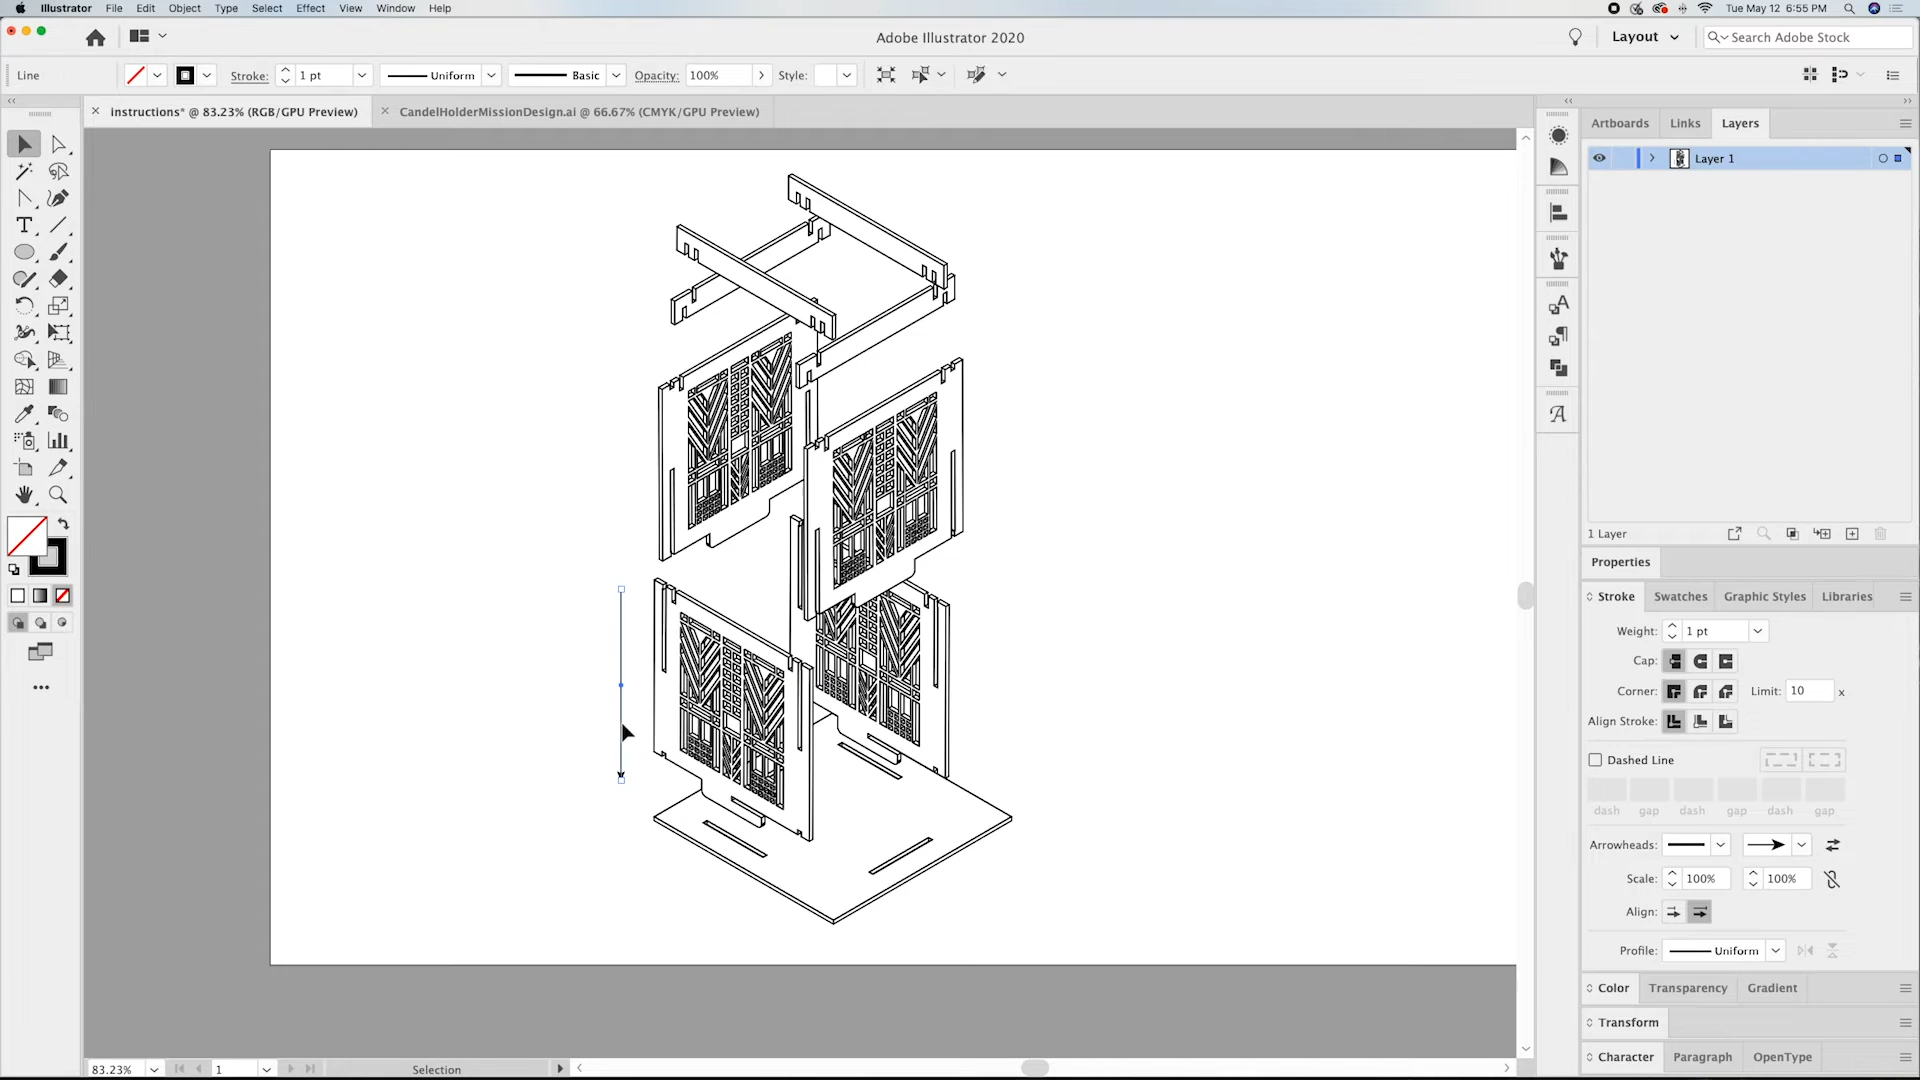 Illustrator File Edit Object Type Select Effect View Window Help Tue May 12 6:55 PM
Adobe Illustrator 2020 Layout Search Adobe Stock
Line Stroke: 1 pt Uniform Basic Opacity: 100% Style:
instructions* @ 83.23% (RGB/GPU Preview) CandelHolderMissionDesign.ai @ 66.67% (CMYK/GPU Preview)
Artboards Links Layers
Layer 1
1 Layer
Properties
Stroke Swatches Graphic Styles Libraries
Weight: 1 pt
Cap:
Corner: Limit: 10 x
Align Stroke:
Dashed Line
dash gap dash gap dash gap
Arrowheads:
Scale: 100% 100%
Align:
Profile: Uniform
Color Transparency Gradient
Transform
Character Paragraph OpenType
83.23% 1 Selection